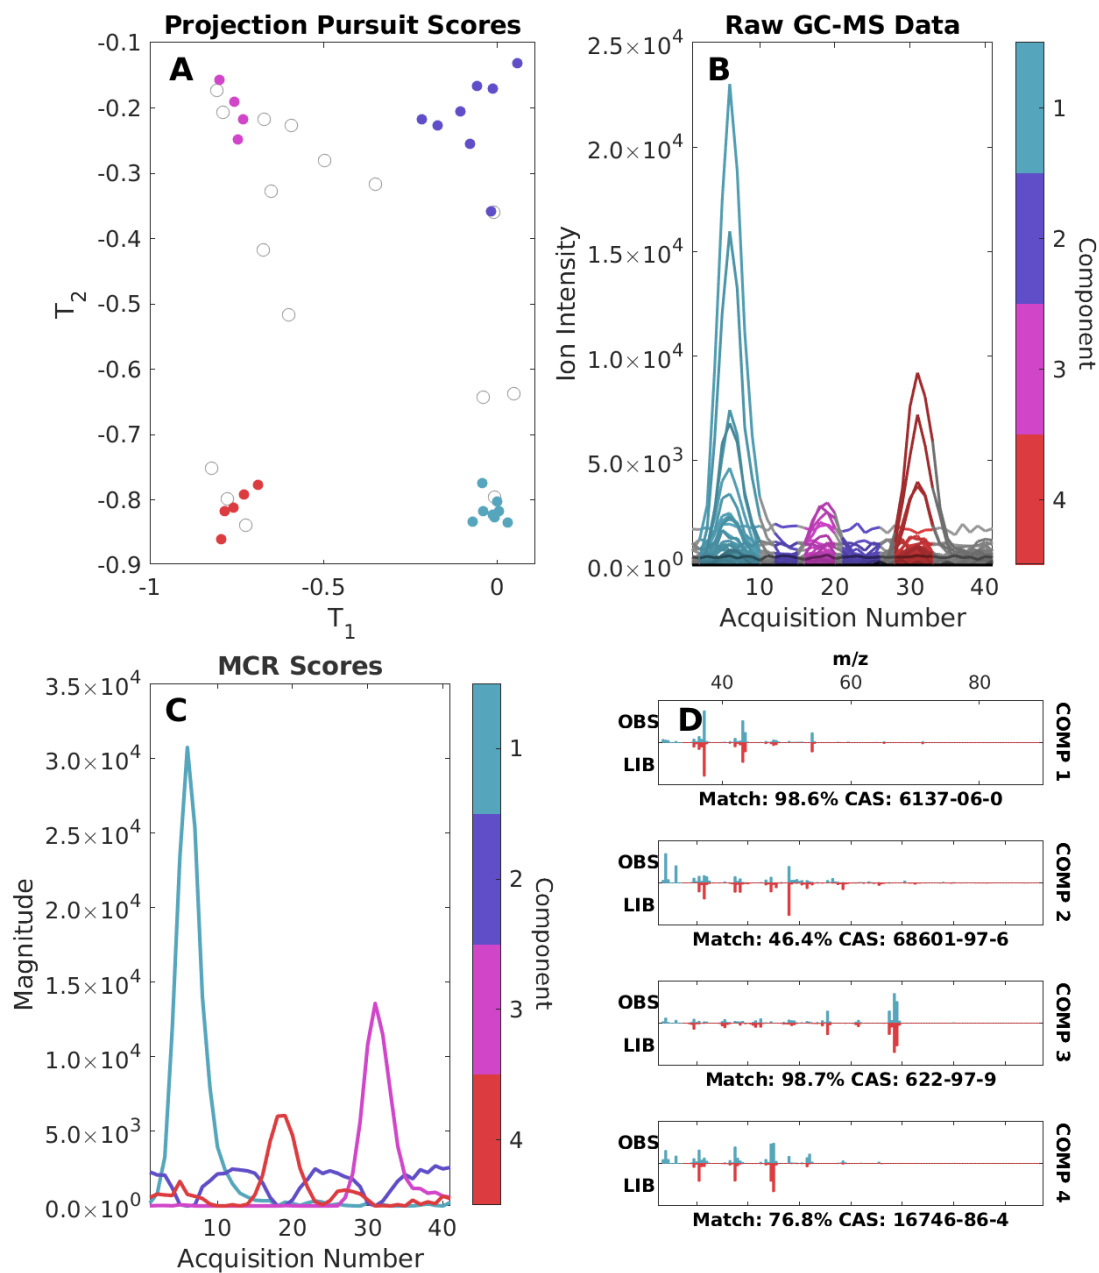 Projection Pursuit Scores
A
-0.1
-0.2
-0.3
-0.4
-0.5
-0.6
-0.7
-0.8
-0.9
T2
-1
-0.5
0
T1
Raw GC-MS Data
B
2.5×10^4
2.0×10^4
1.5×10^4
1.0×10^4
5.0×10^3
0.0×10^0
Ion Intensity
10
20
30
40
Acquisition Number
1
2
3
4
Component
MCR Scores
C
3.5×10^4
3.0×10^4
2.5×10^4
2.0×10^4
1.5×10^4
1.0×10^4
5.0×10^3
0.0×10^0
Magnitude
10
20
30
40
Acquisition Number
1
2
3
4
Component
m/z
40
60
80
D
OBS
LIB
COMP 1
Match: 98.6% CAS: 6137-06-0
OBS
LIB
COMP 2
Match: 46.4% CAS: 68601-97-6
OBS
LIB
COMP 3
Match: 98.7% CAS: 622-97-9
OBS
LIB
COMP 4
Match: 76.8% CAS: 16746-86-4